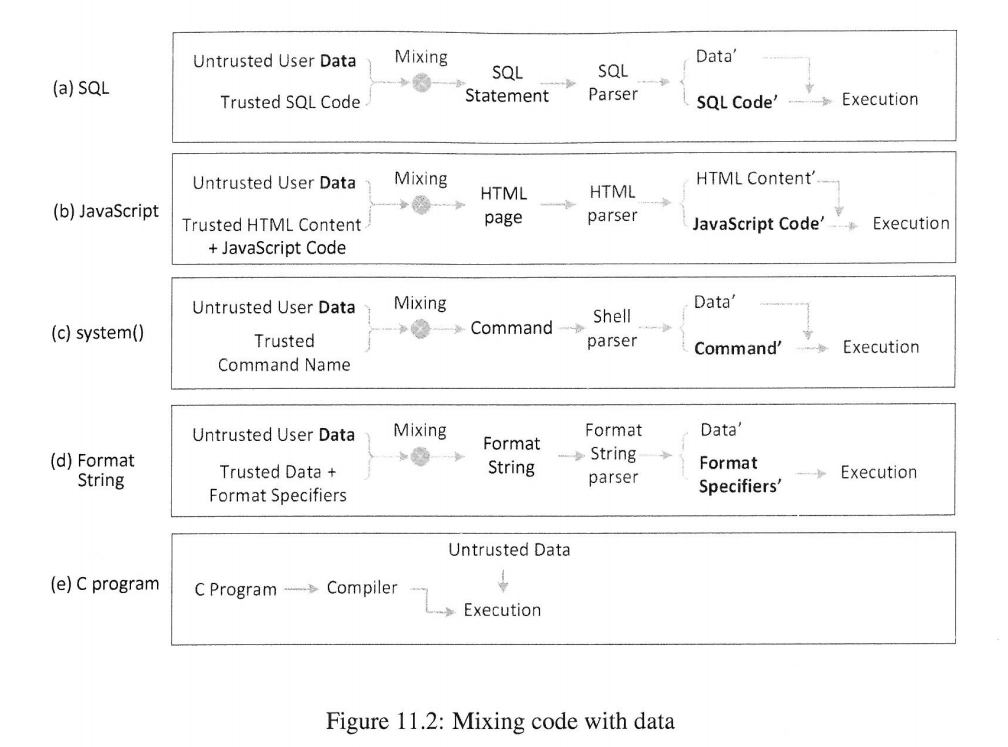 (a) SQL
Untrusted User Data
Trusted SQL Code
Mixing
SQL
Statement
SQL
Parser
Data′
SQL Code′
Execution
(b) JavaScript
Untrusted User Data
Trusted HTML Content
+ JavaScript Code
Mixing
HTML
page
HTML
parser
HTML Content′
JavaScript Code′
Execution
(c) system()
Untrusted User Data
Trusted
Command Name
Mixing
Command
Shell
parser
Data′
Command′
Execution
(d) Format
String
Untrusted User Data
Trusted Data +
Format Specifiers
Mixing
Format
String
Format
String
parser
Data′
Format
Specifiers′
Execution
(e) C program
C Program
Compiler
Untrusted Data
Execution
Figure 11.2: Mixing code with data